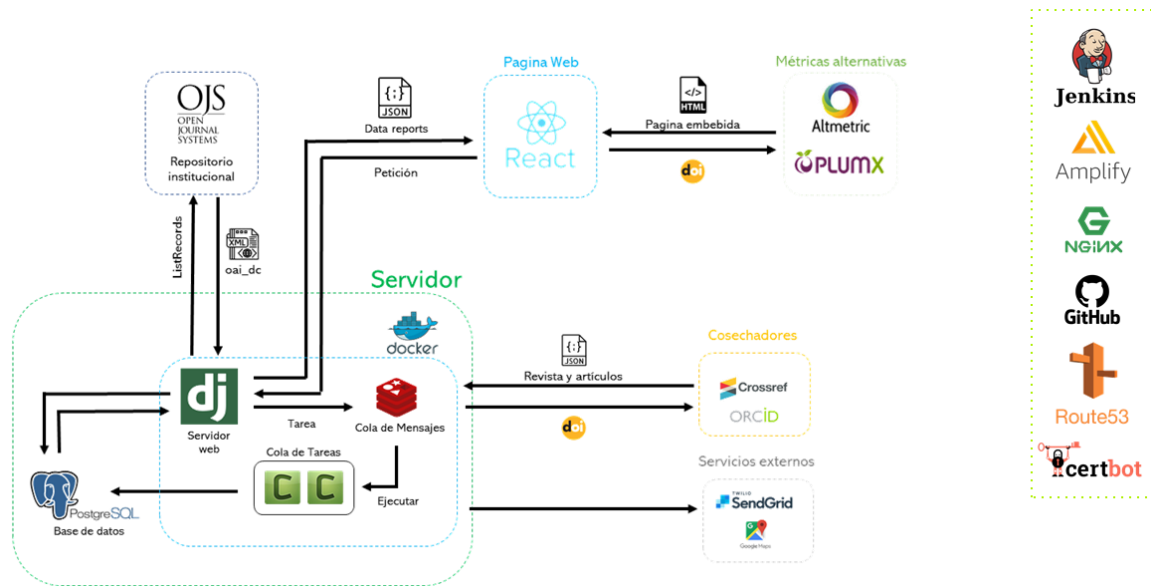 OJS
OPEN
JOURNAL
SYSTEMS
Repositorio
institucional
ListRecords
XML
oai_dc
{:}
JSON
Data reports
Petición
Pagina Web
React
</>
HTML
Pagina embebida
doi
Métricas alternativas
Altmetric
PLUMX
Servidor
docker
dj
Servidor
web
Tarea
Cola de Mensajes
Cola de Tareas
C C
Ejecutar
PostgreSQL
Base de datos
{:}
JSON
Revista y artículos
doi
Cosechadores
Crossref
ORCID
Servicios externos
TWILIO
SendGrid
Google Maps
Jenkins
Amplify
G
NGINX
GitHub
Route53
certbot